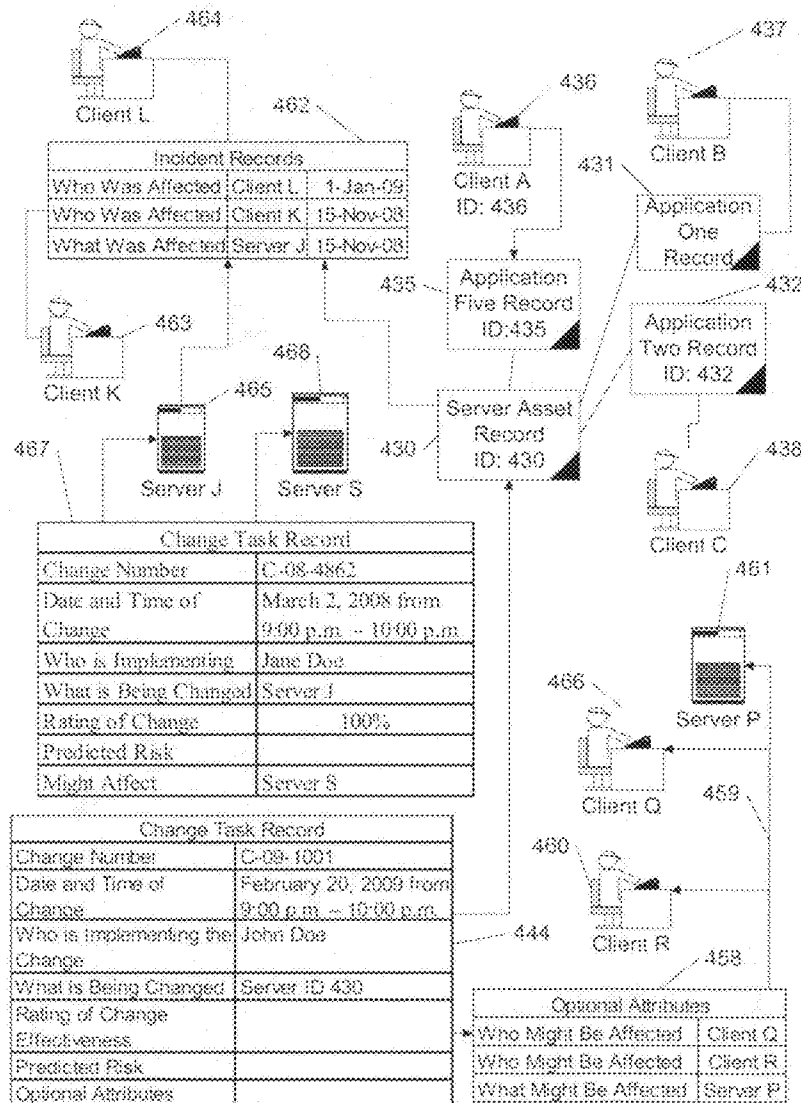 464
437
Client L
462
436
Client B
Incident Records
Who Was Affected Client L 1-Jan-09
Who Was Affected Client K 15-Nov-08
What Was Affected Server J 15-Nov-08
Client A
ID: 436
431
Application
One
Record
435
Application
Five Record
ID:435
432
Application
Two Record
ID: 432
463
Client K
465
468
Server J
Server S
467
430
Server Asset
Record
ID: 430
438
Client C
Change Task Record
Change Number C-08-4862
Date and Time of March 2, 2008 from
Change 9:00 p.m. – 10:00 p.m.
Who is Implementing Jane Doe
What is Being Changed Server J
Rating of Change 100%
Predicted Risk
Might Affect Server S
461
Server P
466
Client Q
459
460
Client R
Change Task Record
Change Number C-09-1001
Date and Time of February 20, 2009 from
Change 9:00 p.m. – 10:00 p.m.
Who is Implementing the John Doe
Change
What is Being Changed Server ID 430
Rating of Change
Effectiveness
Predicted Risk
Optional Attributes
444
458
Optional Attributes
Who Might Be Affected Client Q
Who Might Be Affected Client R
What Might Be Affected Server P